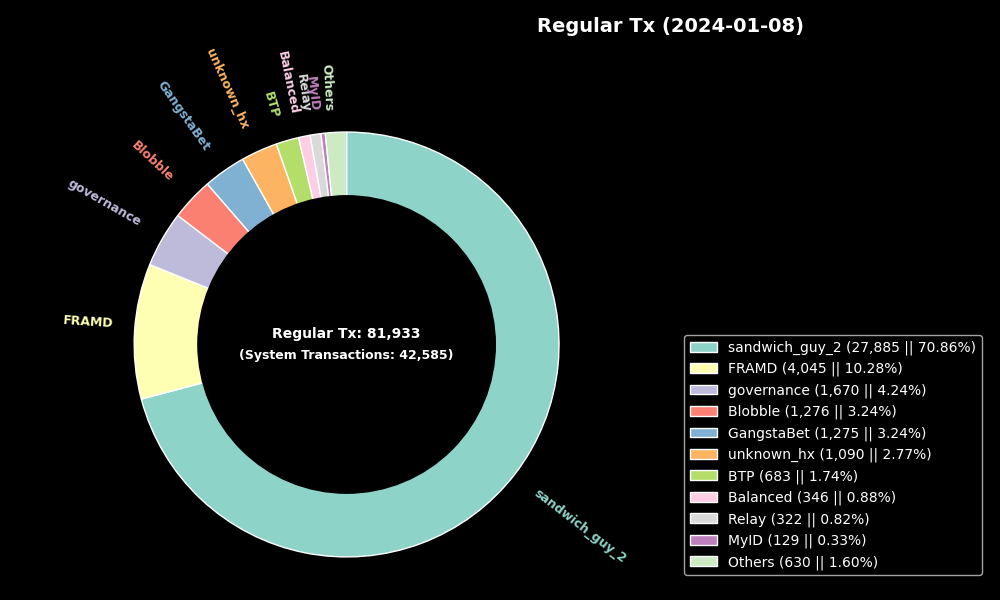 Regular Tx (2024-01-08)
unknown_hx
Balanced
Others
Relay
MyID
GangstaBet
BTP
Blobble
governance
FRAMD
Regular Tx: 81,933
(System Transactions: 42,585)
sandwich_guy_2
sandwich_guy_2 (27,885 || 70.86%)
FRAMD (4,045 || 10.28%)
governance (1,670 || 4.24%)
Blobble (1,276 || 3.24%)
GangstaBet (1,275 || 3.24%)
unknown_hx (1,090 || 2.77%)
BTP (683 || 1.74%)
Balanced (346 || 0.88%)
Relay (322 || 0.82%)
MyID (129 || 0.33%)
Others (630 || 1.60%)